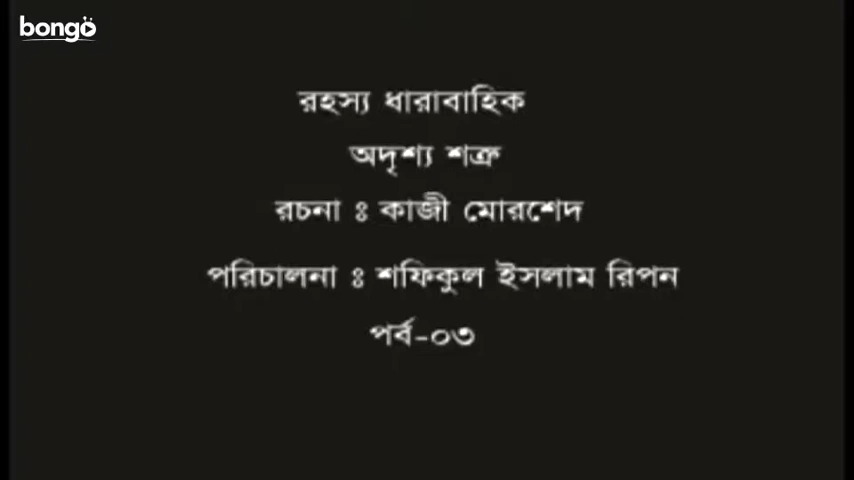 bongo
রহস্য ধারাবাহিক
অদৃশ্য শত্রু
রচনা ঃ কাজী মোরশেদ
পরিচালনা ঃ শফিকুল ইসলাম রিপন
পর্ব-০৩